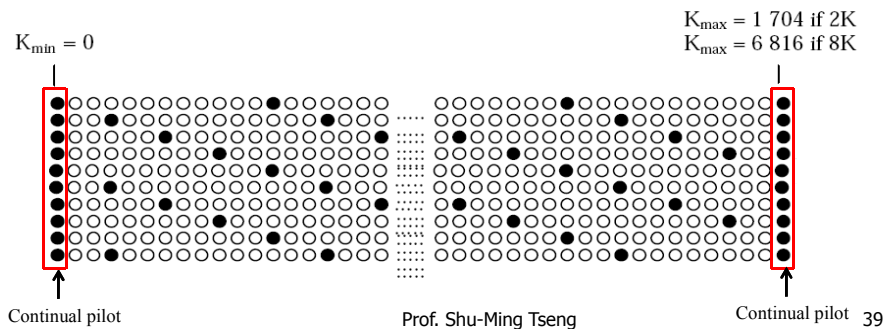 K_min = 0
K_max = 1 704 if 2K
K_max = 6 816 if 8K
Continual pilot
Prof. Shu-Ming Tseng
Continual pilot
39